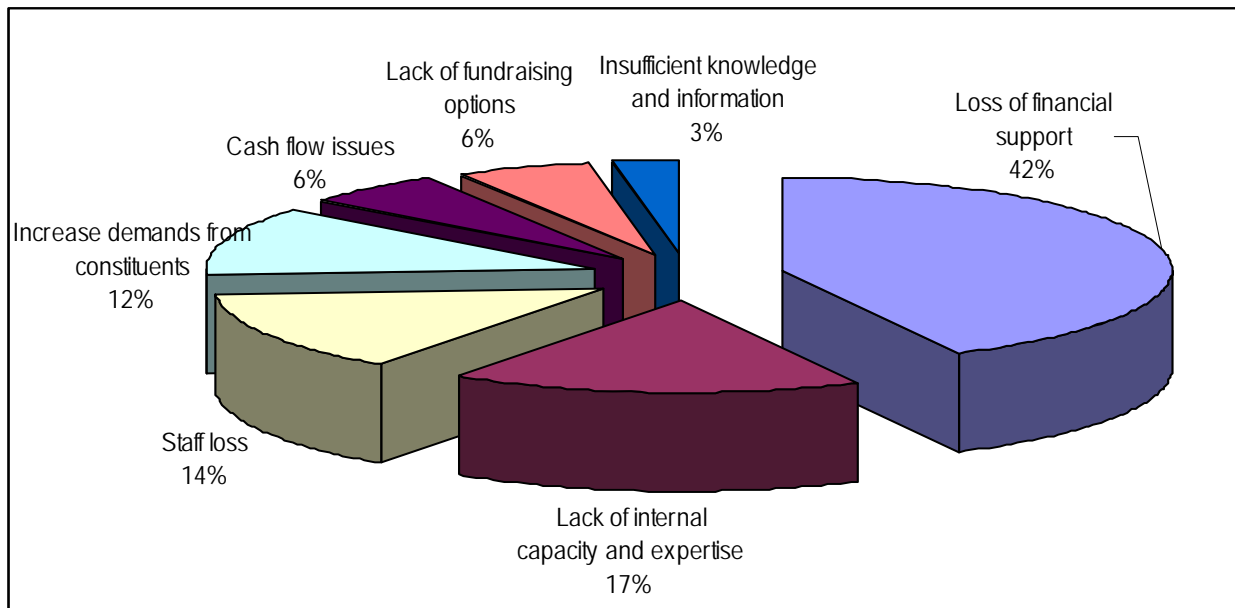 Lack of fundraising
options
6%
Insufficient knowledge
and information
3%
Loss of financial
support
42%
Cash flow issues
6%
Increase demands from
constituents
12%
Staff loss
14%
Lack of internal
capacity and expertise
17%